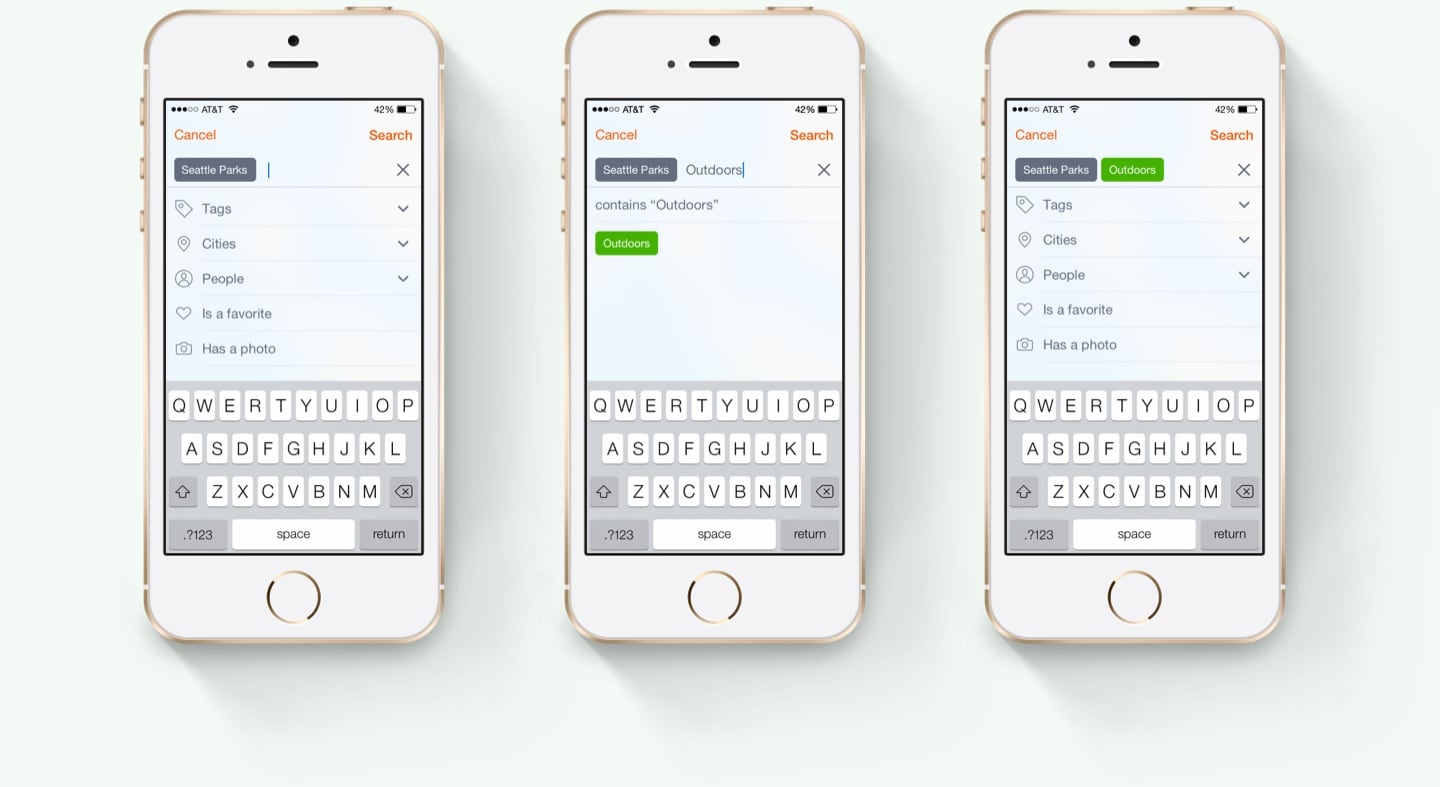 AT&T 42%
Cancel Search
Seattle Parks
Tags
Cities
People
Is a favorite
Has a photo
Q W E R T Y U I O P
A S D F G H J K L
Z X C V B N M
.?123 space return
AT&T 42%
Cancel Search
Seattle Parks Outdoors
contains “Outdoors”
Outdoors
Q W E R T Y U I O P
A S D F G H J K L
Z X C V B N M
.?123 space return
AT&T 42%
Cancel Search
Seattle Parks Outdoors
Tags
Cities
People
Is a favorite
Has a photo
Q W E R T Y U I O P
A S D F G H J K L
Z X C V B N M
.?123 space return